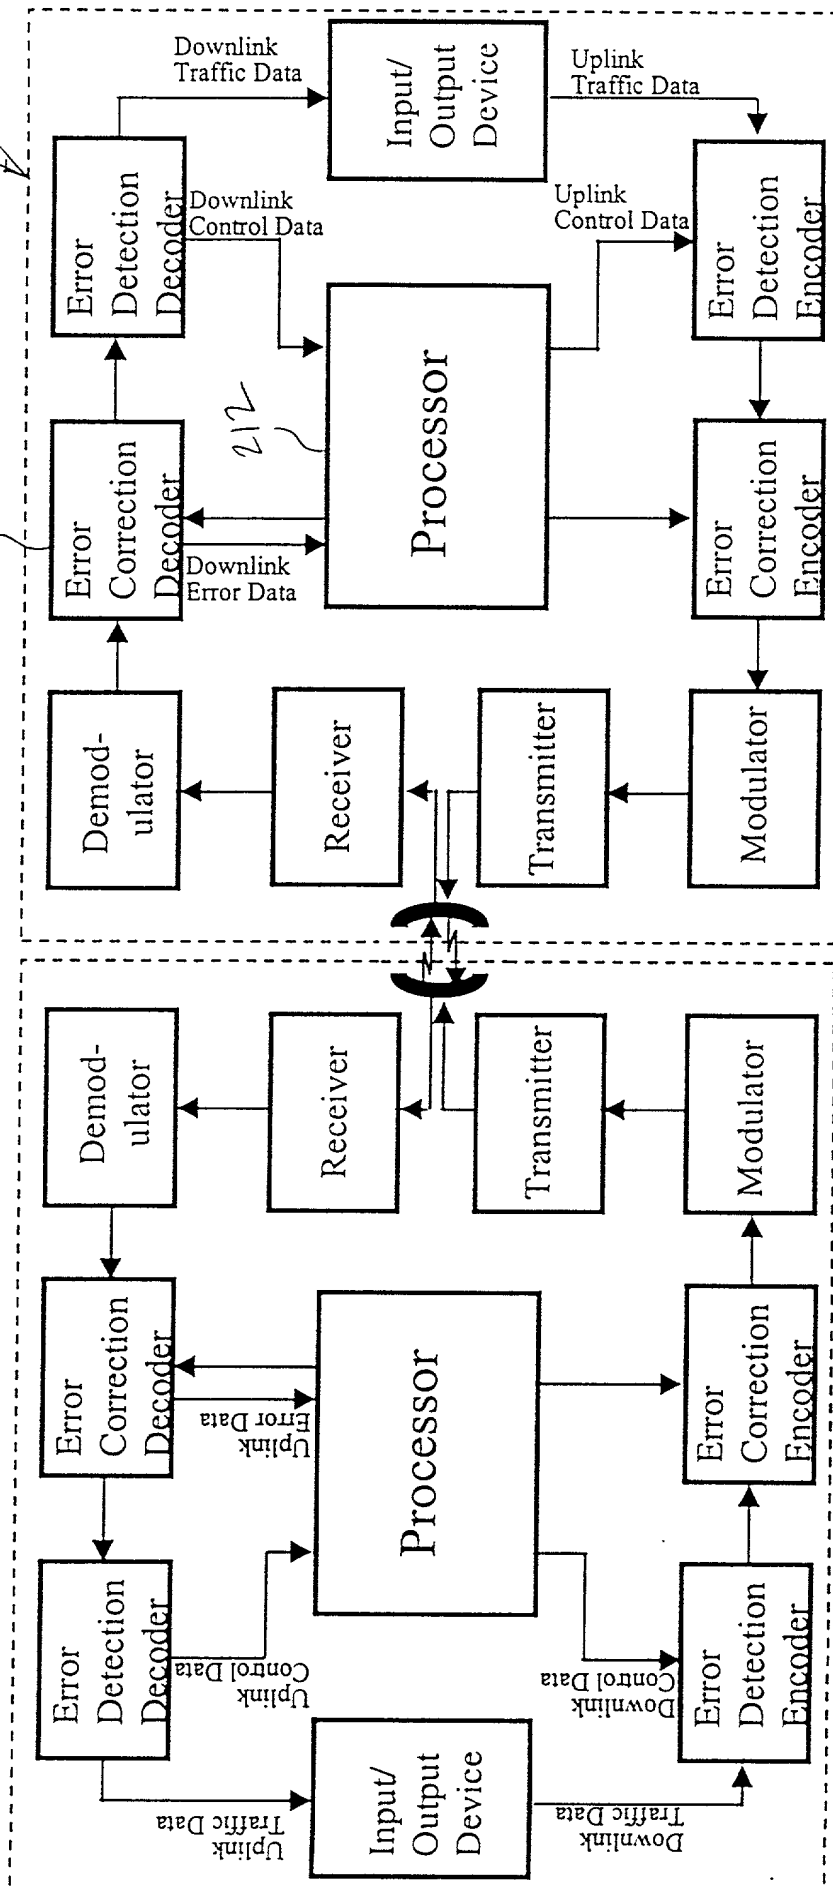 Downlink
Traffic Data
Input/
Output
Device
Uplink
Traffic Data
Error
Detection
Decoder
Downlink
Control Data
Uplink
Control Data
Error
Detection
Encoder
212
Processor
Error
Correction
Decoder
Downlink
Error Data
Error
Correction
Encoder
Demod-
ulator
Receiver
Transmitter
Modulator
Demod-
ulator
Receiver
Transmitter
Modulator
Error
Correction
Decoder
Uplink
Error Data
Processor
Error
Correction
Encoder
Error
Detection
Decoder
Uplink
Control Data
Downlink
Control Data
Error
Detection
Encoder
Uplink
Traffic Data
Input/
Output
Device
Downlink
Traffic Data